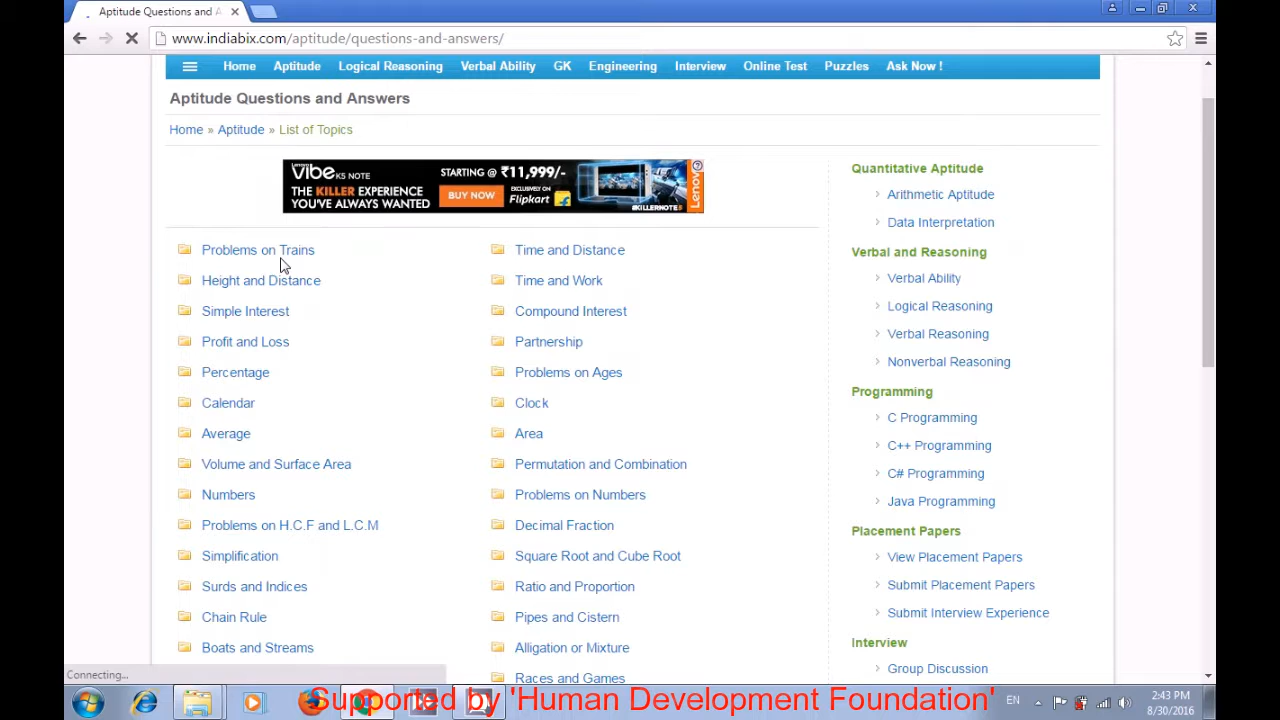 Aptitude Questions and A
www.indiabix.com/aptitude/questions-and-answers/
Home Aptitude Logical Reasoning Verbal Ability GK Engineering Interview Online Test Puzzles Ask Now !
Aptitude Questions and Answers
Home » Aptitude » List of Topics
Lenovo
VIBE K5 NOTE
THE KILLER EXPERIENCE
YOU'VE ALWAYS WANTED
STARTING @ ₹11,999/-
BUY NOW
EXCLUSIVELY ON
Flipkart
#KILLERNOTE5
Lenovo
Problems on Trains
Height and Distance
Simple Interest
Profit and Loss
Percentage
Calendar
Average
Volume and Surface Area
Numbers
Problems on H.C.F and L.C.M
Simplification
Surds and Indices
Chain Rule
Boats and Streams
Time and Distance
Time and Work
Compound Interest
Partnership
Problems on Ages
Clock
Area
Permutation and Combination
Problems on Numbers
Decimal Fraction
Square Root and Cube Root
Ratio and Proportion
Pipes and Cistern
Alligation or Mixture
Races and Games
Quantitative Aptitude
Arithmetic Aptitude
Data Interpretation
Verbal and Reasoning
Verbal Ability
Logical Reasoning
Verbal Reasoning
Nonverbal Reasoning
Programming
C Programming
C++ Programming
C# Programming
Java Programming
Placement Papers
View Placement Papers
Submit Placement Papers
Submit Interview Experience
Interview
Group Discussion
Connecting...
Supported by 'Human Development Foundation'
EN
2:43 PM
8/30/2016